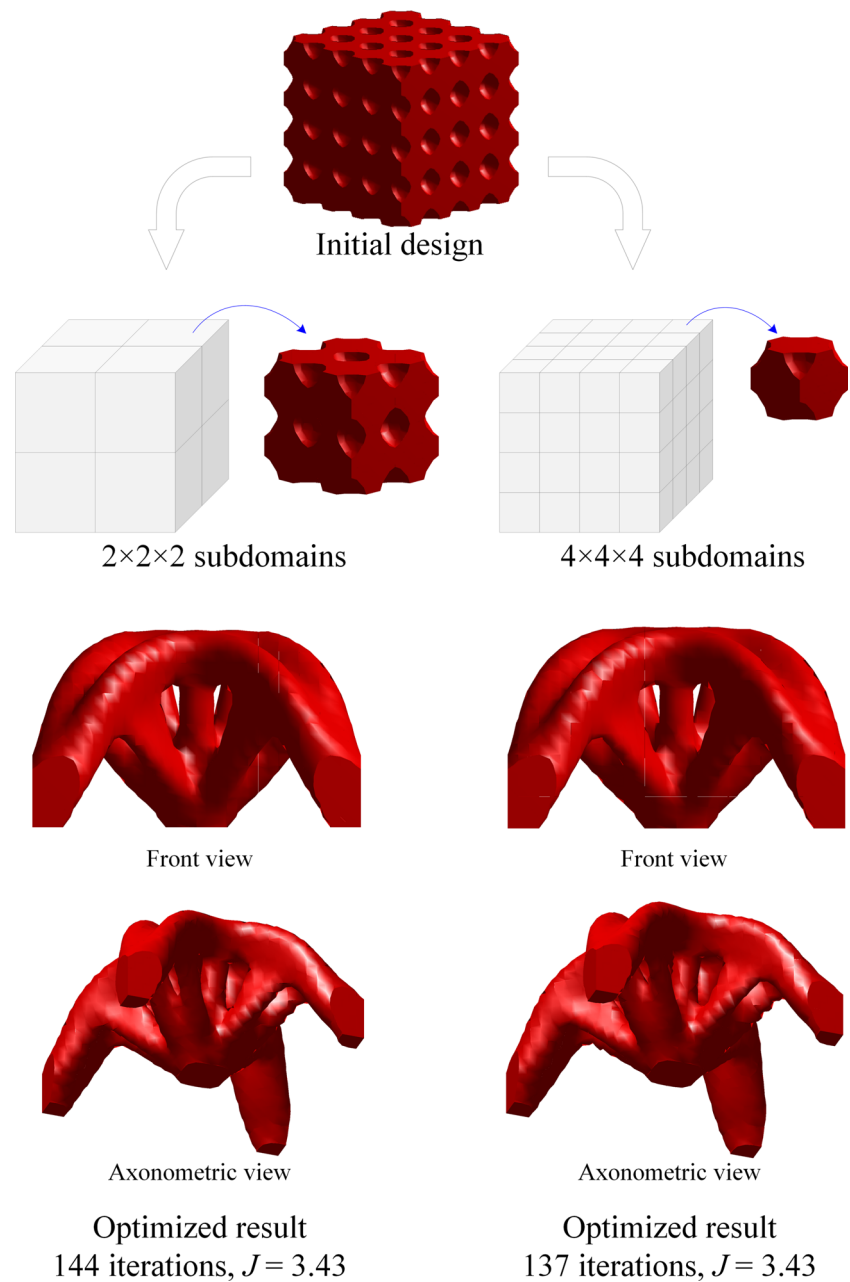 Initial design
2×2×2 subdomains
4×4×4 subdomains
Front view
Front view
Axonometric view
Axonometric view
Optimized result
144 iterations, J = 3.43
Optimized result
137 iterations, J = 3.43